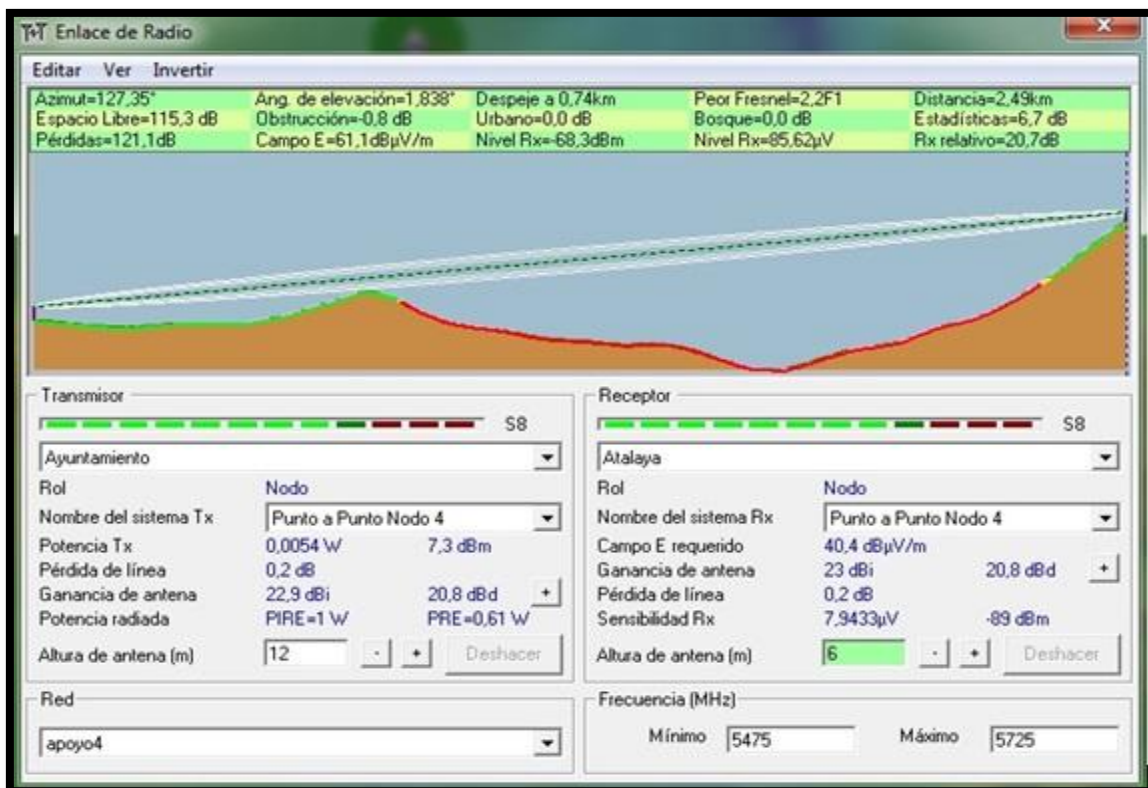 Enlace de Radio
Editar Ver Invertir
Azimut=127,35° Ang. de elevación=1,838° Despeje a 0,74km Peor Fresnel=2,2F1 Distancia=2,49km
Espacio Libre=115,3 dB Obstrucción=-0,8 dB Urbano=0,0 dB Bosque=0,0 dB Estadísticas=6,7 dB
Pérdidas=121,1dB Campo E=61,1dBµV/m Nivel Rx=-68,3dBm Nivel Rx=85,62µV Rx relativo=20,7dB
Transmisor
S8
Ayuntamiento
Rol Nodo
Nombre del sistema Tx Punto a Punto Nodo 4
Potencia Tx 0,0054 W 7,3 dBm
Pérdida de línea 0,2 dB
Ganancia de antena 22,9 dBi 20,8 dBd +
Potencia radiada PIRE=1 W PRE=0,61 W
Altura de antena (m) 12 - + Deshacer
Red
apoyo4
Receptor
S8
Atalaya
Rol Nodo
Nombre del sistema Rx Punto a Punto Nodo 4
Campo E requerido 40,4 dBµV/m
Ganancia de antena 23 dBi 20,8 dBd +
Pérdida de línea 0,2 dB
Sensibilidad Rx 7,9433µV -89 dBm
Altura de antena (m) 6 - + Deshacer
Frecuencia (MHz)
Mínimo 5475 Máximo 5725